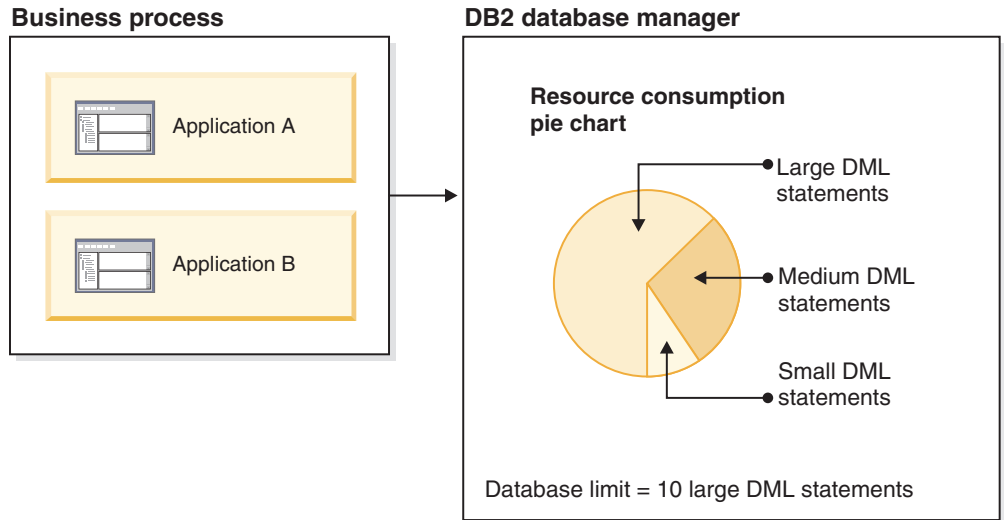 Business process
Application A
Application B
DB2 database manager
Resource consumption
pie chart
Large DML
statements
Medium DML
statements
Small DML
statements
Database limit = 10 large DML statements